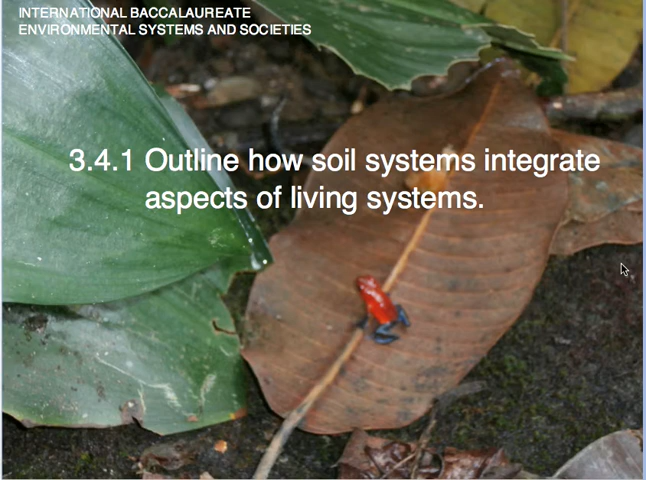 INTERNATIONAL BACCALAUREATE
ENVIRONMENTAL SYSTEMS AND SOCIETIES
3.4.1 Outline how soil systems integrate
aspects of living systems.